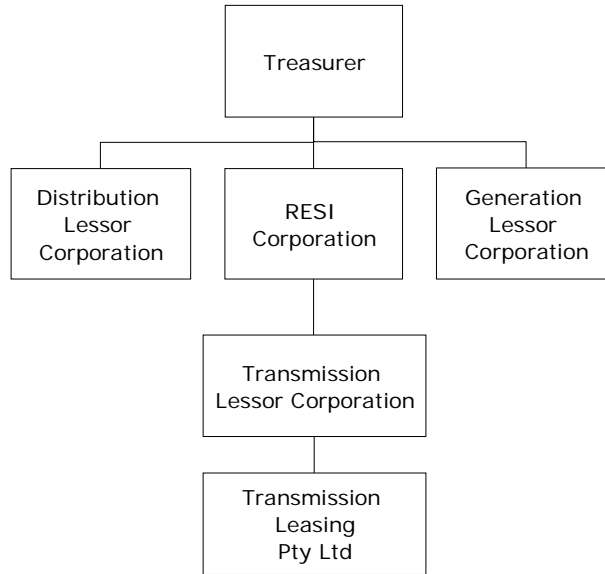 Treasurer
Distribution
Lessor
Corporation
RESI
Corporation
Generation
Lessor
Corporation
Transmission
Lessor Corporation
Transmission
Leasing
Pty Ltd